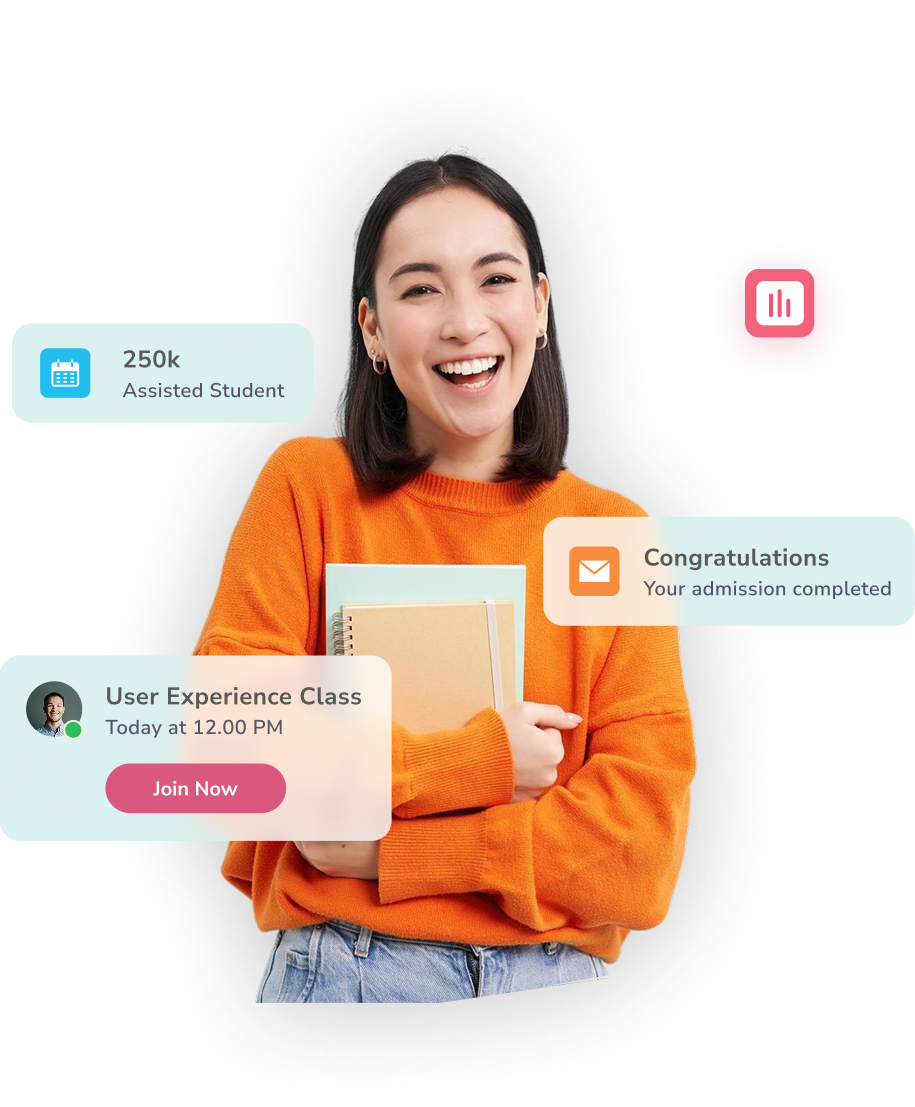 250k
Assisted Student
Congratulations
Your admission completed
User Experience Class
Today at 12.00 PM
Join Now